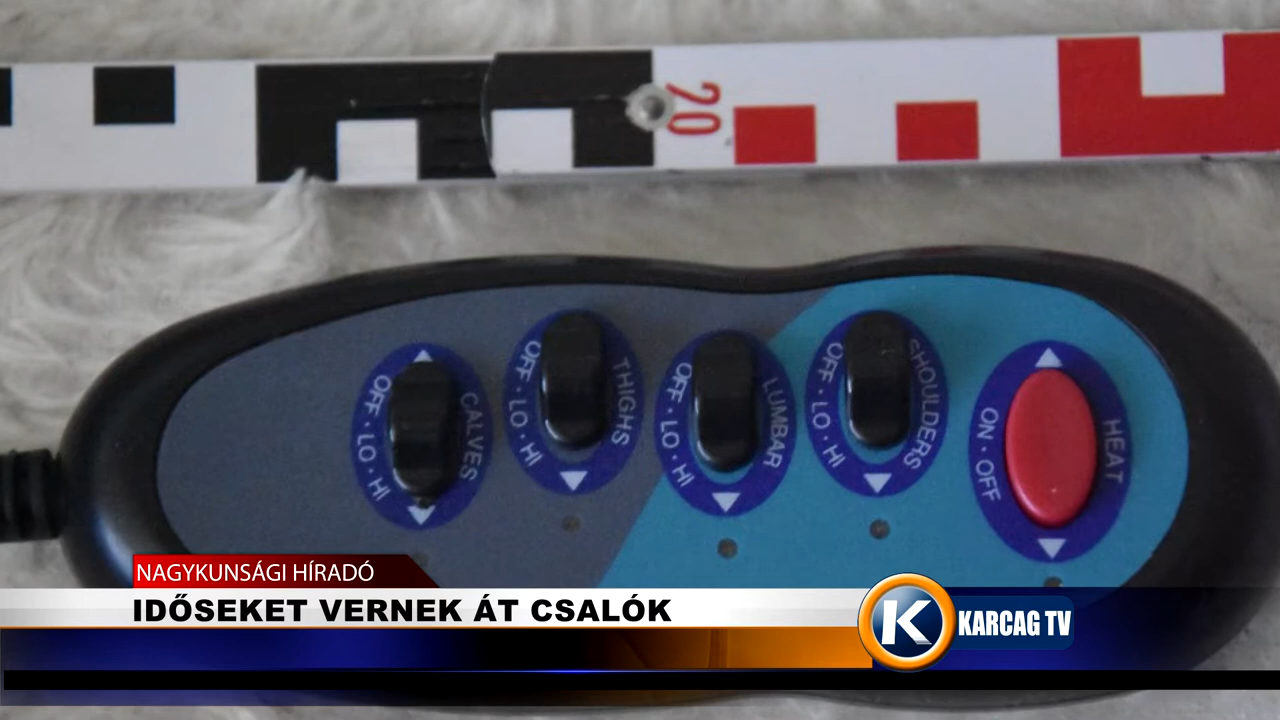 20
CALVES
OFF · LO · HI
THIGHS
OFF · LO · HI
LUMBAR
OFF · LO · HI
SHOULDERS
OFF · LO · HI
HEAT
ON · OFF
NAGYKUNSÁGI HÍRADÓ
IDŐSEKET VERNEK ÁT CSALÓK
K KARCAG TV